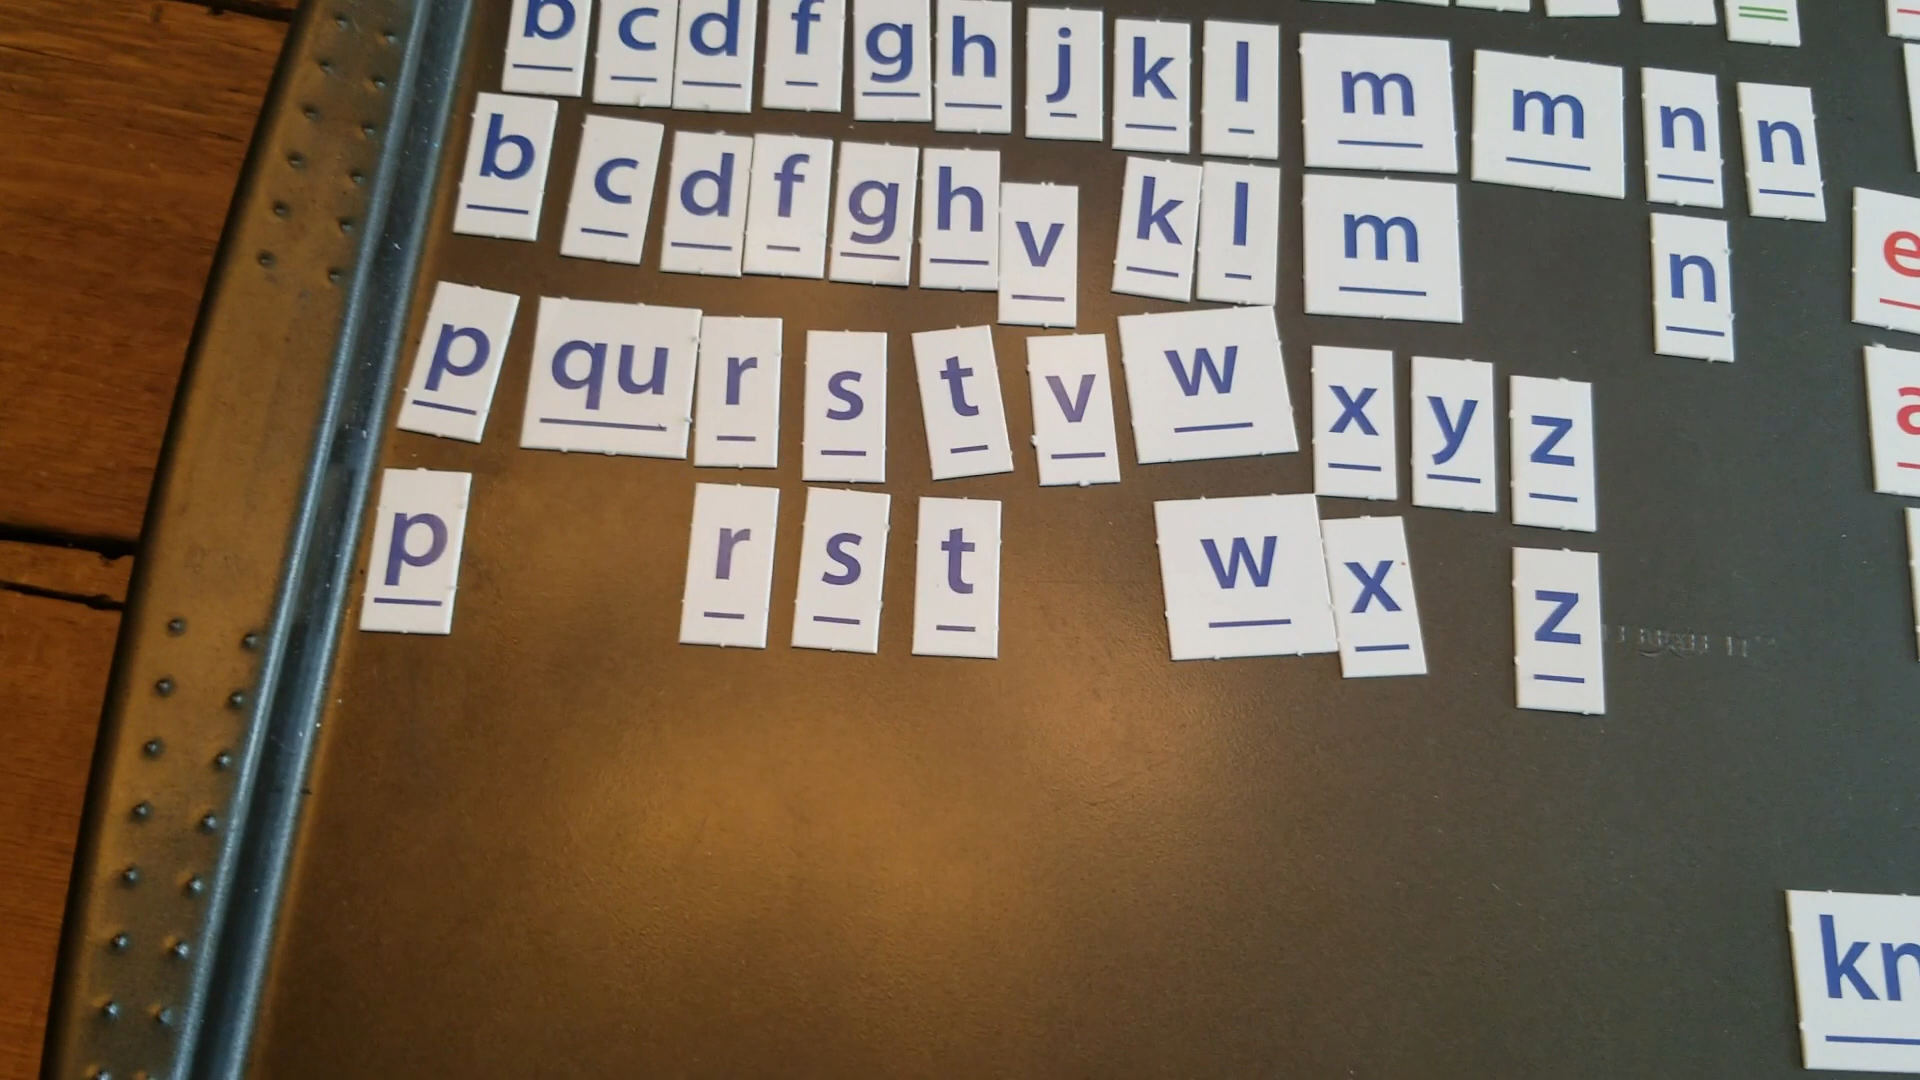 b c d f g h j k l m m n n
b c d f g h v k l m n
e
p qu r s t v w x y z
a
p r s t w x z
kn